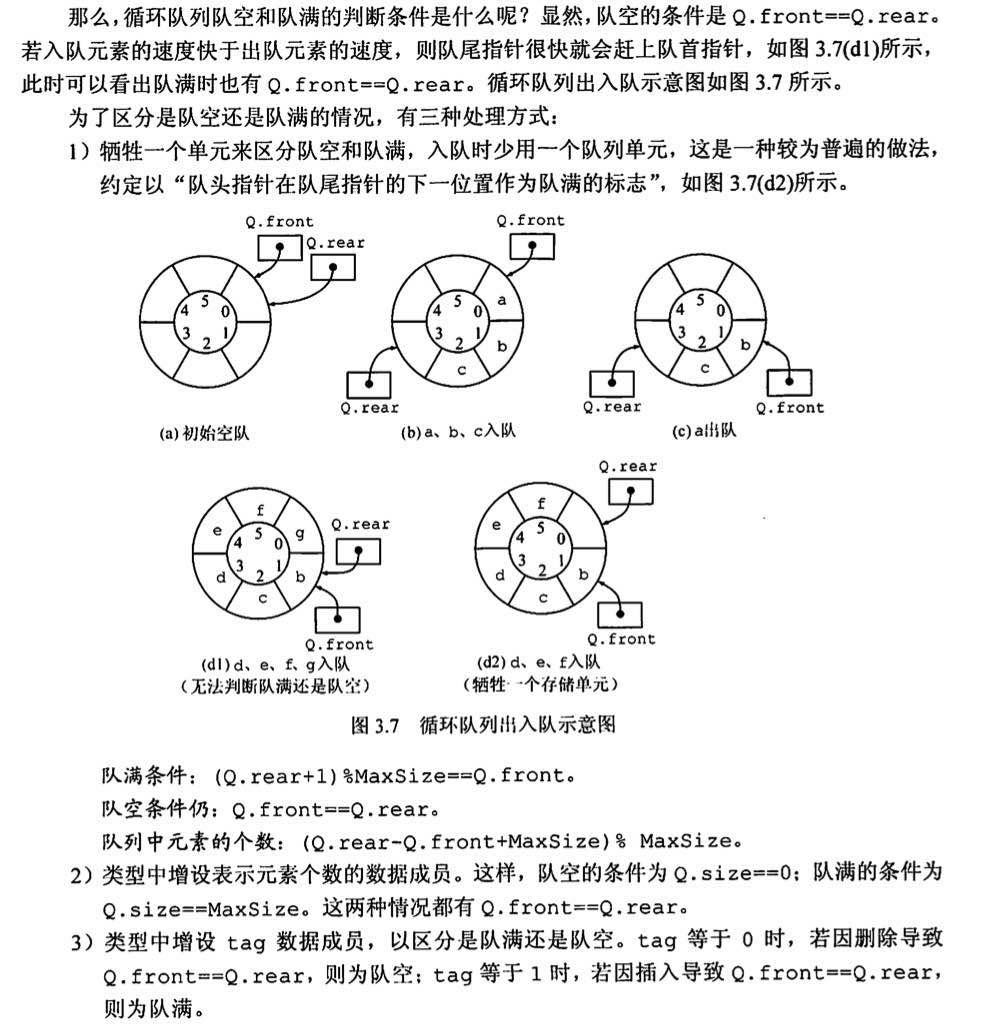 那么，循环队列队空和队满的判断条件是什么呢？显然，队空的条件是 Q.front==Q.rear。
若入队元素的速度快于出队元素的速度，则队尾指针很快就会赶上队首指针，如图 3.7(d1)所示，
此时可以看出队满时也有 Q.front==Q.rear。循环队列出入队示意图如图 3.7 所示。
为了区分是队空还是队满的情况，有三种处理方式：
1）牺牲一个单元来区分队空和队满，入队时少用一个队列单元，这是一种较为普遍的做法，
约定以“队头指针在队尾指针的下一位置作为队满的标志”，如图 3.7(d2)所示。
Q.front
Q.rear
5
4 0
3 1
2
(a) 初始空队
Q.front
5 a
4 0
3 1
2 b
c
Q.rear
(b) a、b、c入队
5
4 0
3 1
2 b
c
Q.rear
Q.front
(c) a出队
f
e 5 g
4 0
3 1
d 2 b
c
Q.rear
Q.front
(d1) d、e、f、g入队
（无法判断队满还是队空）
Q.rear
f
e 5
4 0
3 1
d 2 b
c
Q.front
(d2) d、e、f入队
（牺牲一个存储单元）
图 3.7 循环队列出入队示意图
队满条件：(Q.rear+1)%MaxSize==Q.front。
队空条件仍：Q.front==Q.rear。
队列中元素的个数：(Q.rear-Q.front+MaxSize)% MaxSize。
2）类型中增设表示元素个数的数据成员。这样，队空的条件为 Q.size==0；队满的条件为
Q.size==MaxSize。这两种情况都有 Q.front==Q.rear。
3）类型中增设 tag 数据成员，以区分是队满还是队空。tag 等于 0 时，若因删除导致
Q.front==Q.rear，则为队空；tag 等于 1 时，若因插入导致 Q.front==Q.rear，
则为队满。